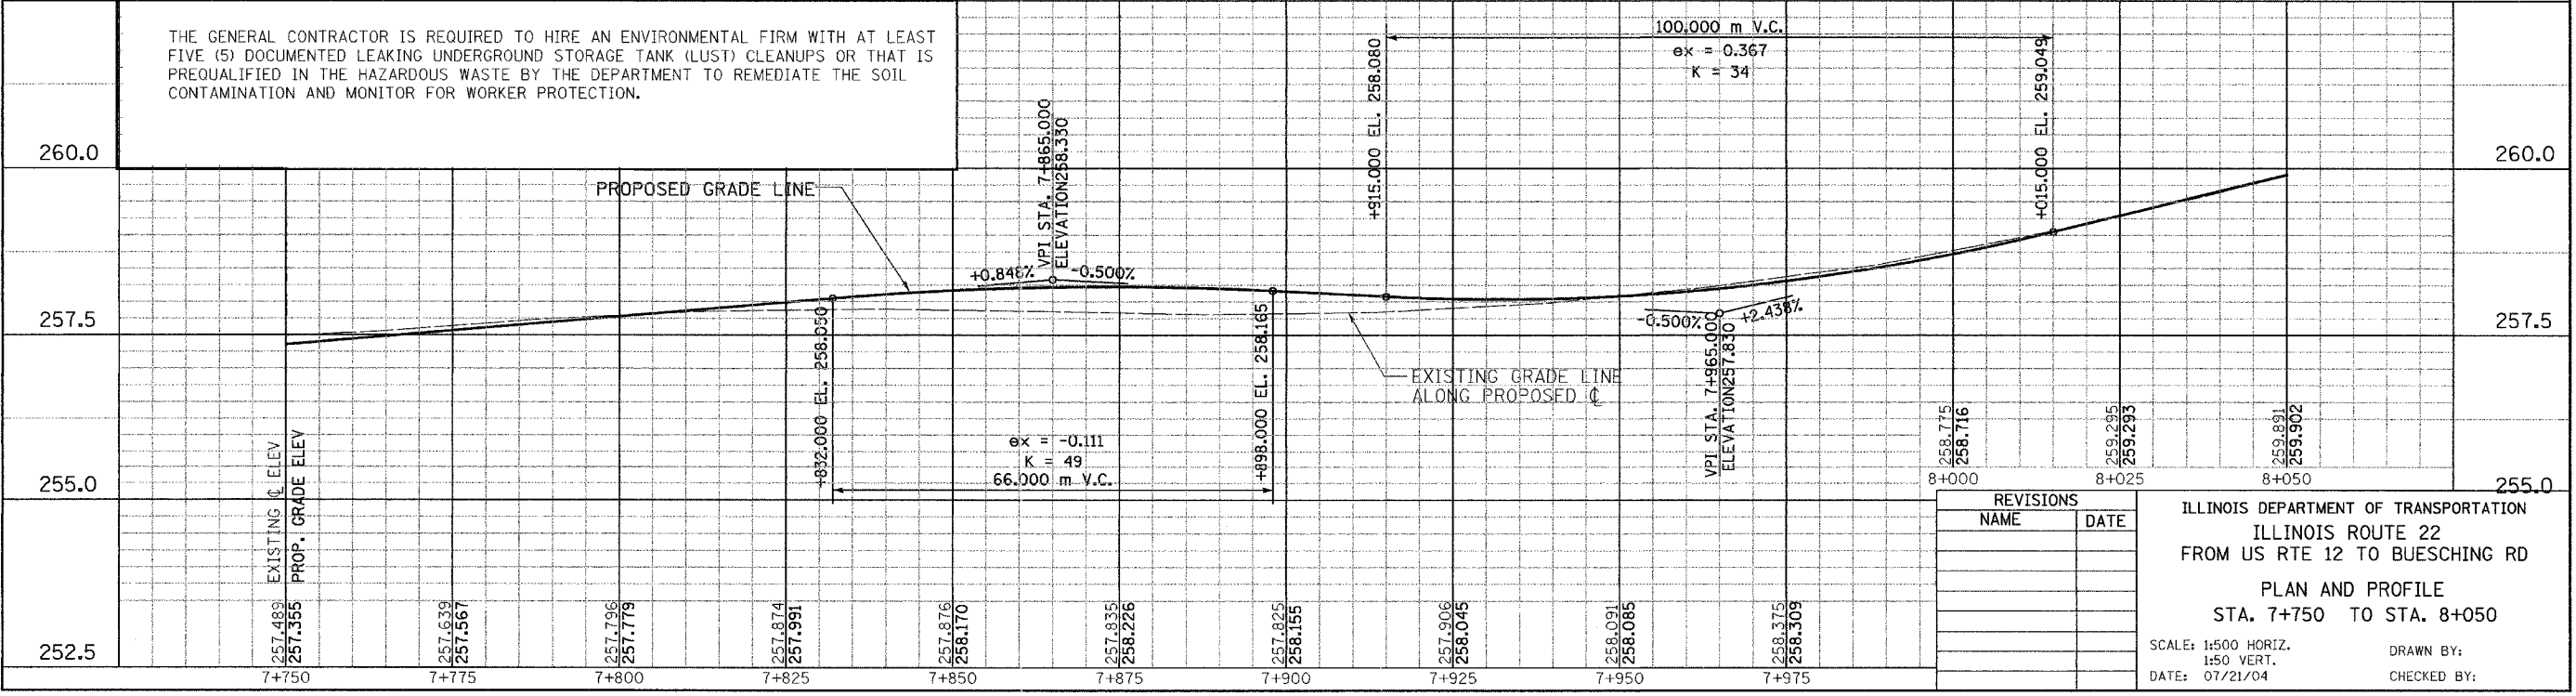 THE GENERAL CONTRACTOR IS REQUIRED TO HIRE AN ENVIRONMENTAL FIRM WITH AT LEAST
FIVE (5) DOCUMENTED LEAKING UNDERGROUND STORAGE TANK (LUST) CLEANUPS OR THAT IS
PREQUALIFIED IN THE HAZARDOUS WASTE BY THE DEPARTMENT TO REMEDIATE THE SOIL
CONTAMINATION AND MONITOR FOR WORKER PROTECTION.
100.000 m V.C.
ex = 0.367
K = 34
+915.000 EL. 258.080
+015.000 EL. 259.049
VPI STA. 7+865.000
ELEVATION258.330
260.0
260.0
PROPOSED GRADE LINE
+0.848%
-0.500%
257.5
257.5
-0.500%
+2.438%
VPI STA. 7+965.000
ELEVATION257.830
EXISTING GRADE LINE
ALONG PROPOSED ℄
+832.000 EL. 258.050
+898.000 EL. 258.165
ex = -0.111
K = 49
66.000 m V.C.
255.0
255.0
EXISTING ℄ ELEV
PROP. GRADE ELEV
257.489
257.355
257.639
257.567
257.796
257.779
257.874
257.991
257.876
258.170
257.835
258.226
257.825
258.155
257.906
258.045
258.091
258.085
258.375
258.309
258.775
258.716
259.295
259.293
259.891
259.902
8+000
8+025
8+050
252.5
7+750
7+775
7+800
7+825
7+850
7+875
7+900
7+925
7+950
7+975
REVISIONS
NAME
DATE
ILLINOIS DEPARTMENT OF TRANSPORTATION
ILLINOIS ROUTE 22
FROM US RTE 12 TO BUESCHING RD
PLAN AND PROFILE
STA. 7+750 TO STA. 8+050
SCALE: 1:500 HORIZ.
1:50 VERT.
DRAWN BY:
DATE: 07/21/04
CHECKED BY: